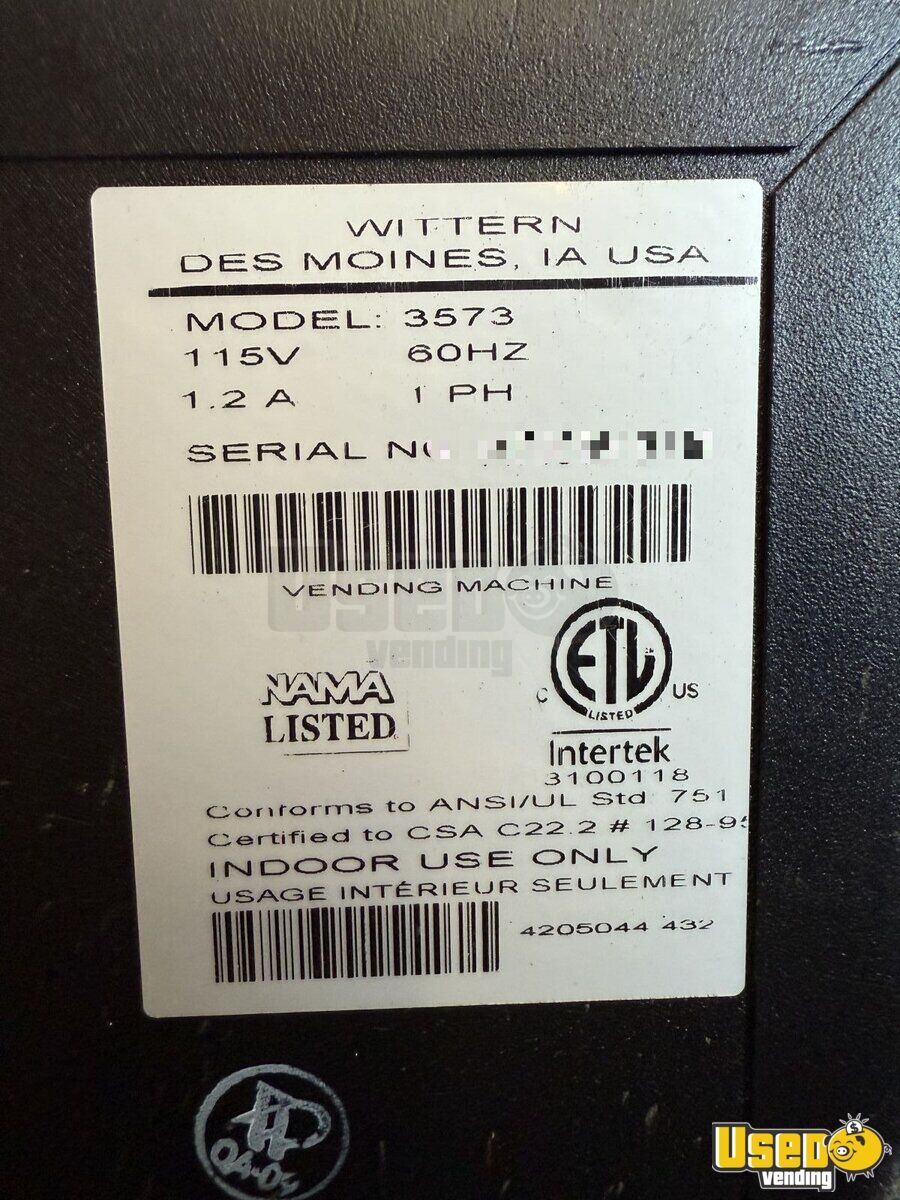 WITTERN
DES MOINES, IA USA
MODEL: 3573
115V 60HZ
1.2 A 1 PH
SERIAL
VENDING MACHINE
USED vending
NAMA
LISTED
ETL
C US
LISTED
Intertek
3100118
Conforms to ANSI/UL Std 751
Certified to CSA C22.2 # 128-95
INDOOR USE ONLY
USAGE INTÉRIEUR SEULEMENT
4205044 432
USED
vending